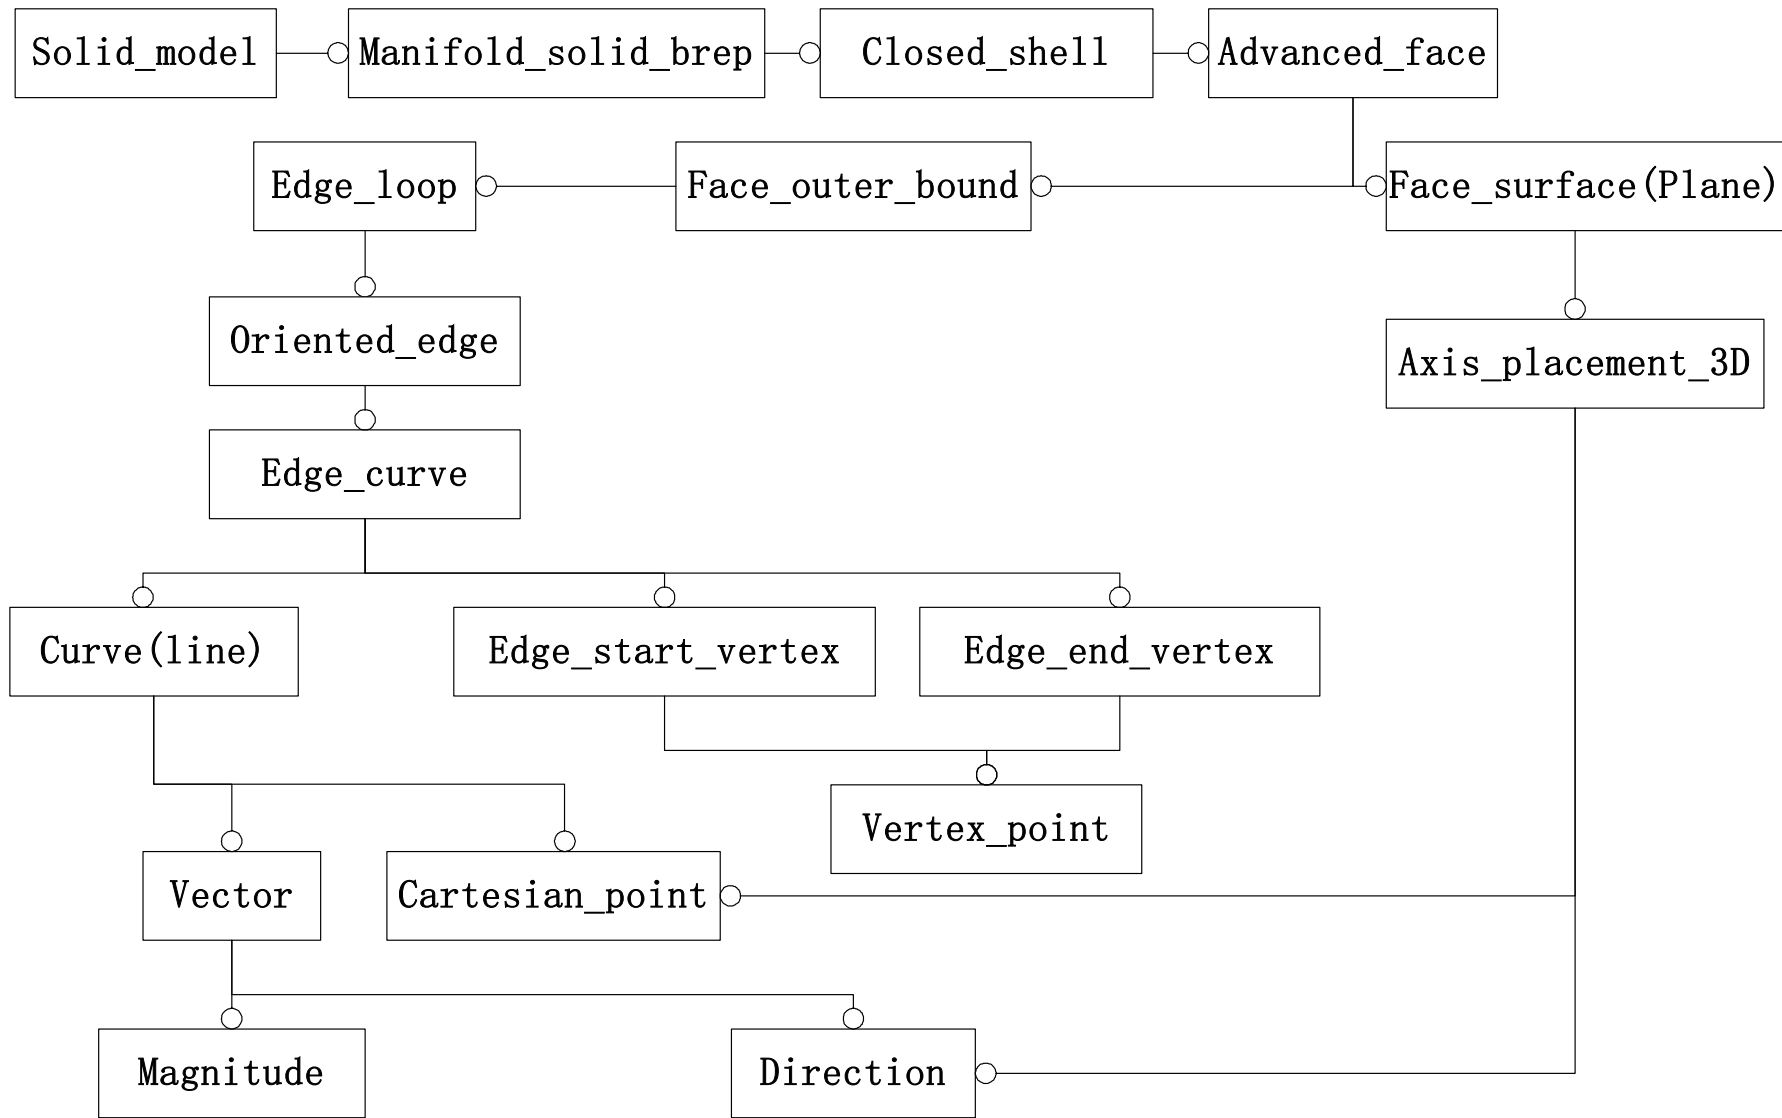 Solid_model
Manifold_solid_brep
Closed_shell
Advanced_face
Edge_loop
Face_outer_bound
Face_surface(Plane)
Oriented_edge
Axis_placement_3D
Edge_curve
Curve(line)
Edge_start_vertex
Edge_end_vertex
Vertex_point
Vector
Cartesian_point
Magnitude
Direction